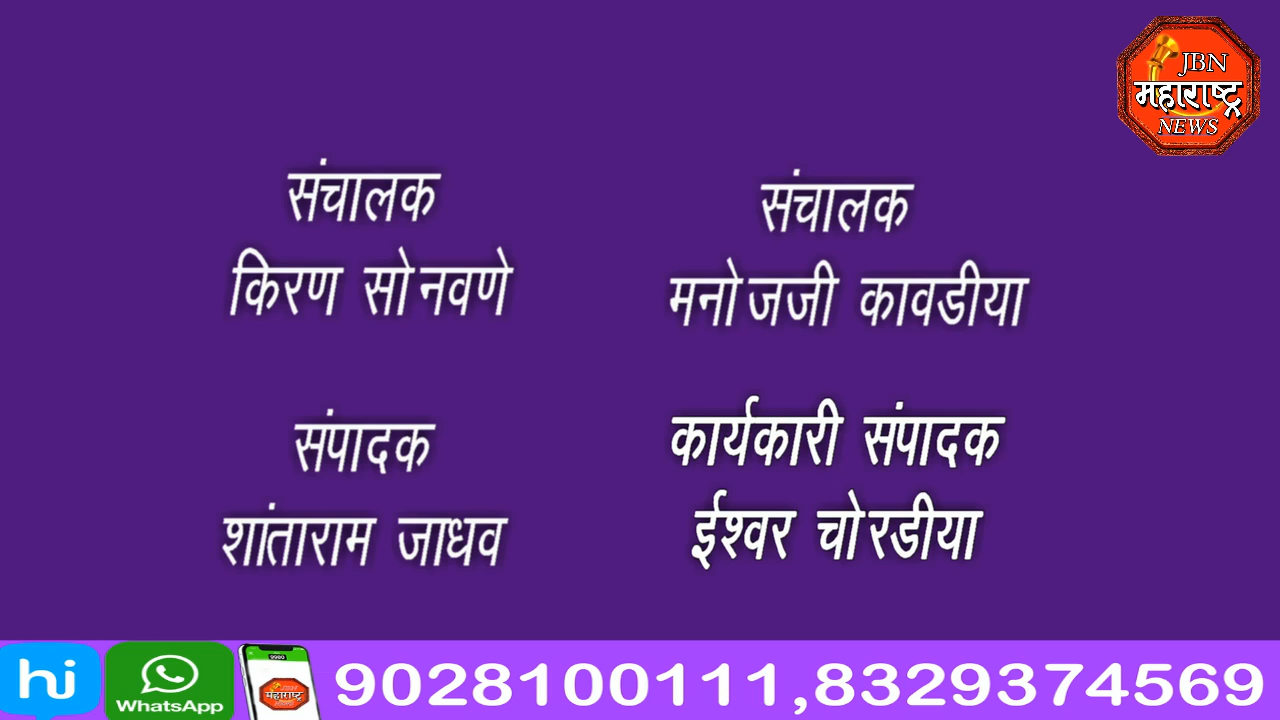 JBN
महाराष्ट्र
NEWS
संचालक
किरण सोनवणे
संचालक
मनोजजी कावडीया
संपादक
शांताराम जाधव
कार्यकारी संपादक
ईश्वर चोरडीया
hi
WhatsApp
महाराष्ट्र
9028100111,8329374569